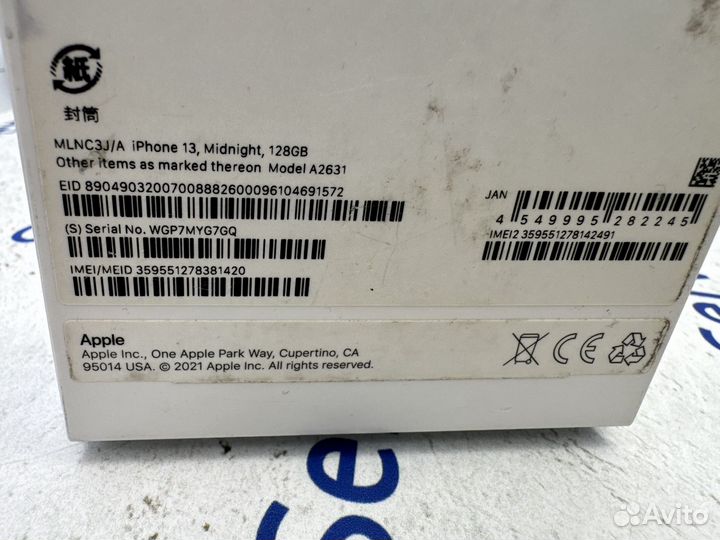 紙
封筒
MLNC3J/A iPhone 13, Midnight, 128GB
Other items as marked thereon Model A2631
EID 89049032007008882600096104691572
(S) Serial No. WGP7MYG7GQ
IMEI/MEID 359551278381420
JAN
4 549995 282245
IMEI2 359551278142491
Apple
Apple Inc., One Apple Park Way, Cupertino, CA
95014 USA. © 2021 Apple Inc. All rights reserved.
CE
Se
Avito